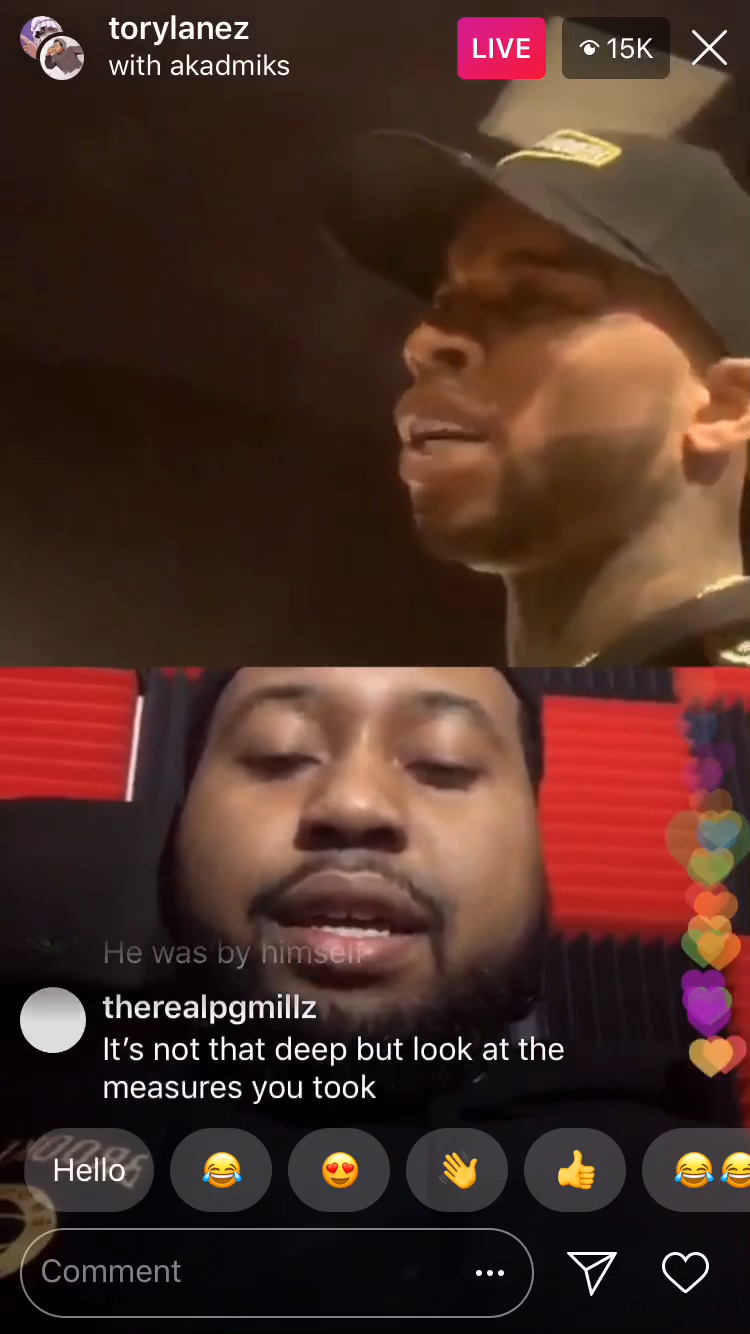 torylanez
with akadmiks
LIVE
15K
He was by himself
therealpgmillz
It’s not that deep but look at the
measures you took
Hello
Comment